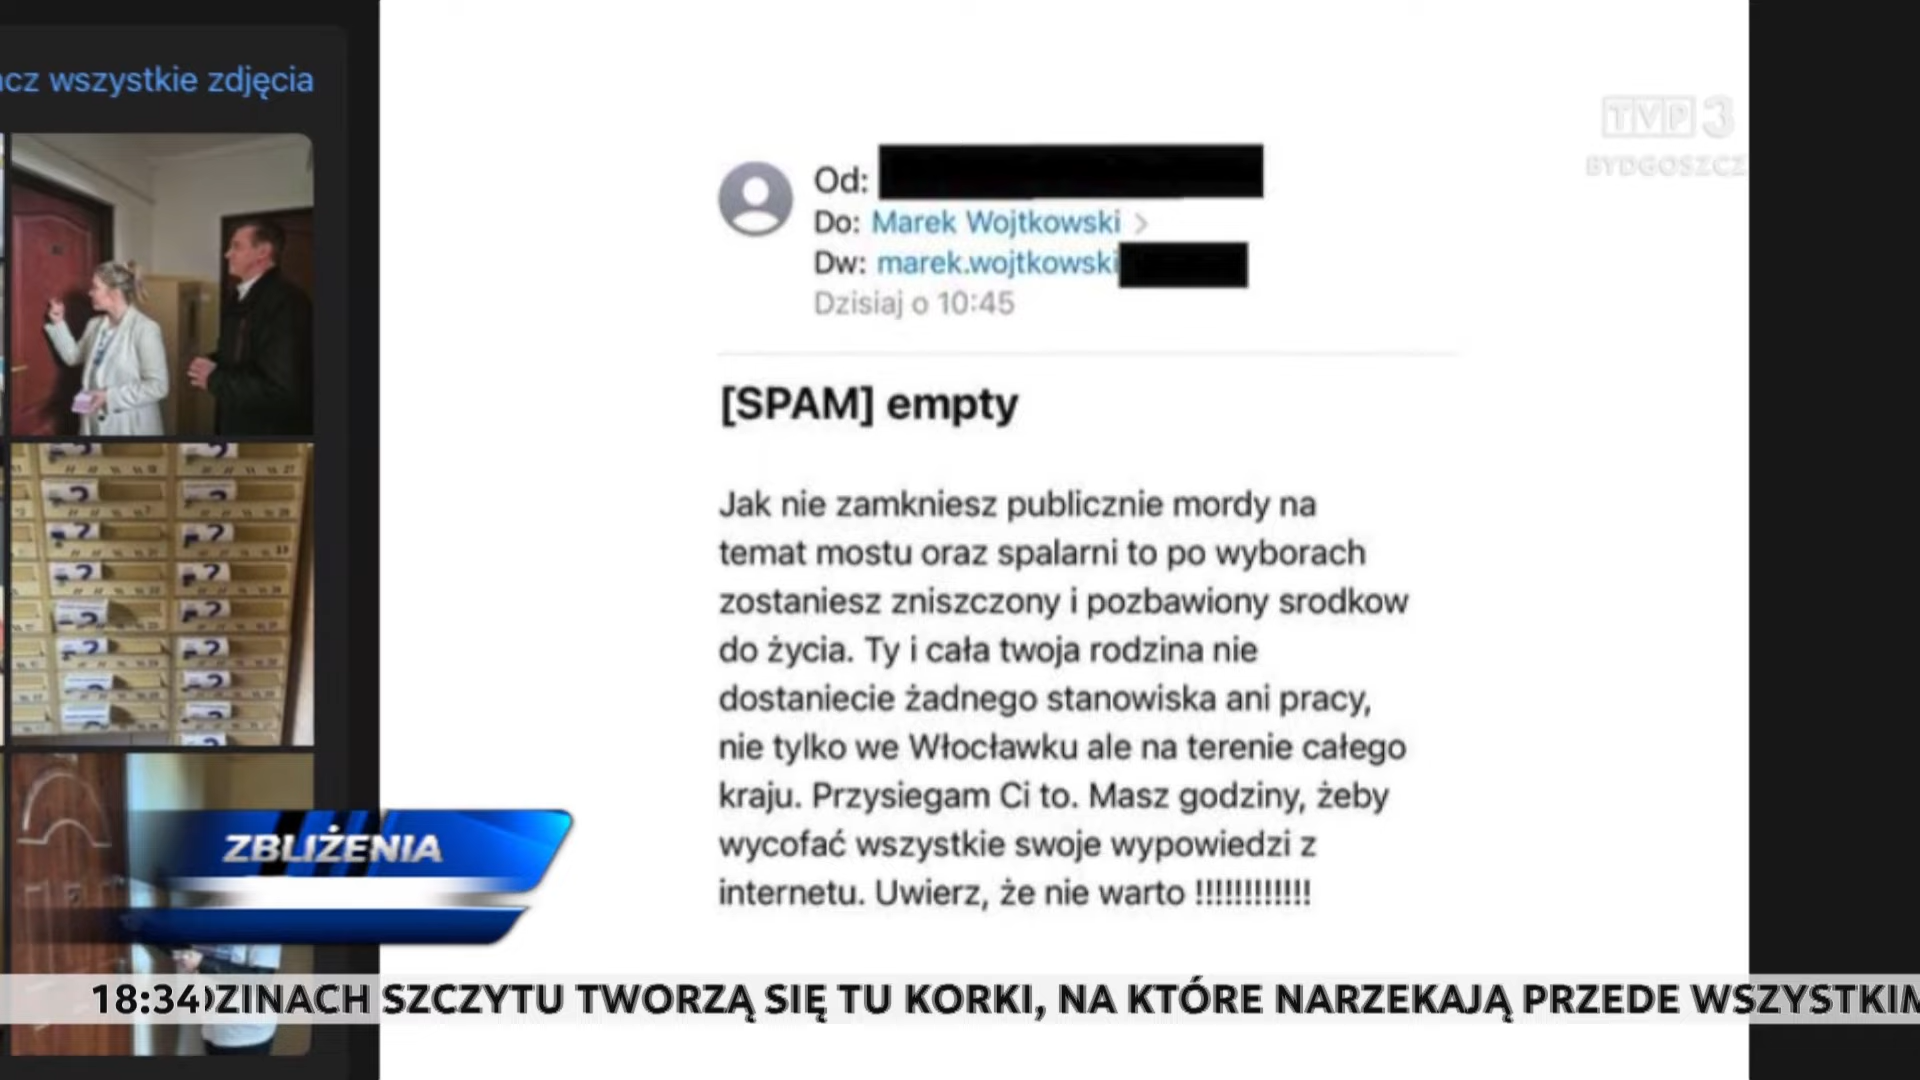 wszystkie zdjęcia
TVP 3
BYDGOSZCZ
Od:
Do: Marek Wojtkowski >
Dw: marek.wojtkowski
Dzisiaj o 10:45
[SPAM] empty
Jak nie zamkniesz publicznie mordy na
temat mostu oraz spalarni to po wyborach
zostaniesz zniszczony i pozbawiony srodkow
do życia. Ty i cała twoja rodzina nie
dostaniecie żadnego stanowiska ani pracy,
nie tylko we Włocławku ale na terenie całego
kraju. Przysiegam Ci to. Masz godziny, żeby
wycofać wszystkie swoje wypowiedzi z
internetu. Uwierz, że nie warto !!!!!!!!!!!!
ZBLIŻENIA
18:34 SZCZYTU TWORZĄ SIĘ TU KORKI, NA KTÓRE NARZEKAJĄ PRZEDE